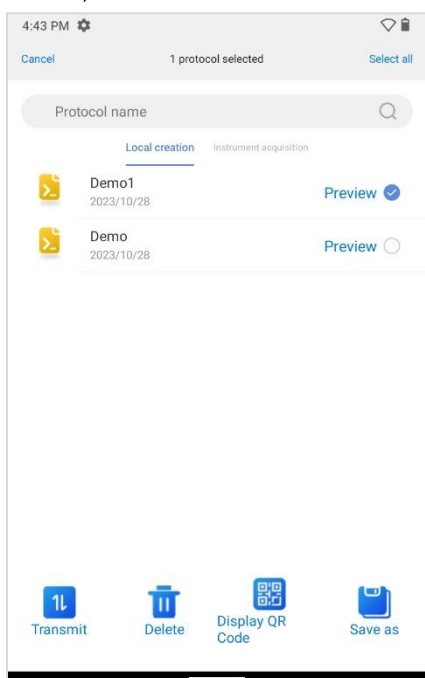 4:43 PM
Cancel 1 protocol selected Select all
Protocol name
Local creation Instrument acquisition
Demo1 Preview
2023/10/28
Demo Preview
2023/10/28
Transmit Delete Display QR Code Save as